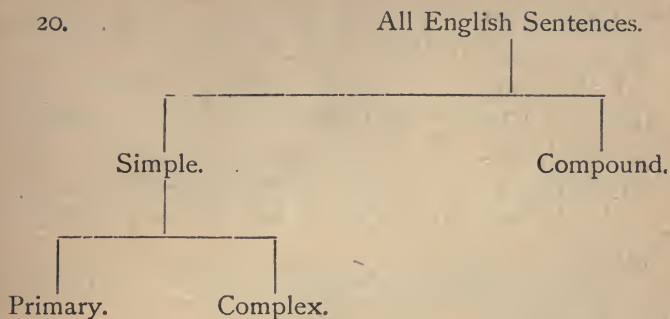 20. All English Sentences.
Simple. Compound.
Primary. Complex.